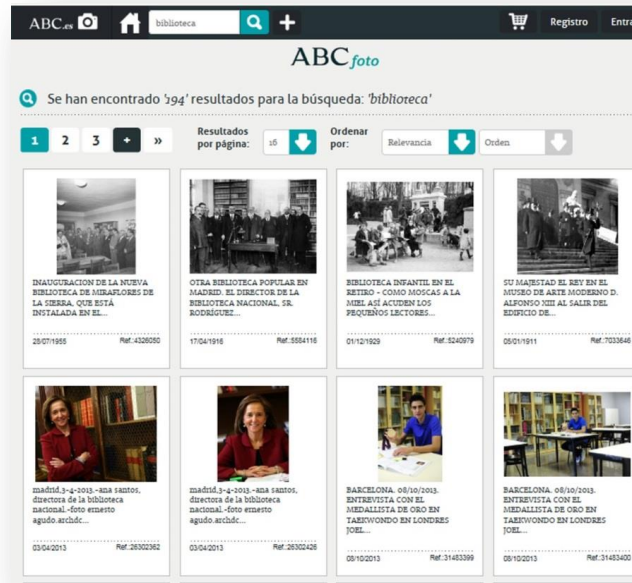 ABC.es
biblioteca
Registro
Entra
ABC foto
Se han encontrado '194' resultados para la búsqueda: 'biblioteca'
1 2 3 + »
Resultados por página:
16
Ordenar por:
Relevancia
Orden
INAUGURACION DE LA NUEVA
BIBLIOTECA DE MIRAFLORES DE
LA SIERRA, QUE ESTÁ
INSTALADA EN EL...
28/07/1955 Ref.:4326050
OTRA BIBLIOTECA POPULAR EN
MADRID. EL DIRECTOR DE LA
BIBLIOTECA NACIONAL, SR.
RODRÍGUEZ...
17/04/1916 Ref.:5584116
BIBLIOTECA INFANTIL EN EL
RETIRO - COMO MOSCAS A LA
MIEL ASÍ ACUDEN LOS
PEQUEÑOS LECTORES...
01/12/1929 Ref.:5240979
SU MAJESTAD EL REY EN EL
MUSEO DE ARTE MODERNO D.
ALFONSO XIII AL SALIR DEL
EDIFICIO DE...
05/01/1911 Ref.:7033646
madrid,3-4-2013.-ana santos,
directora de la biblioteca
nacional.-foto ernesto
agudo.archdc...
03/04/2013 Ref.:26302362
madrid,3-4-2013.-ana santos,
directora de la biblioteca
nacional.-foto ernesto
agudo.archdc...
03/04/2013 Ref.:26302426
BARCELONA. 08/10/2013.
ENTREVISTA CON EL
MEDALLISTA DE ORO EN
TAEKWONDO EN LONDRES
JOEL...
08/10/2013 Ref.:31483399
BARCELONA. 08/10/2013.
ENTREVISTA CON EL
MEDALLISTA DE ORO EN
TAEKWONDO EN LONDRES
JOEL...
08/10/2013 Ref.:31483400